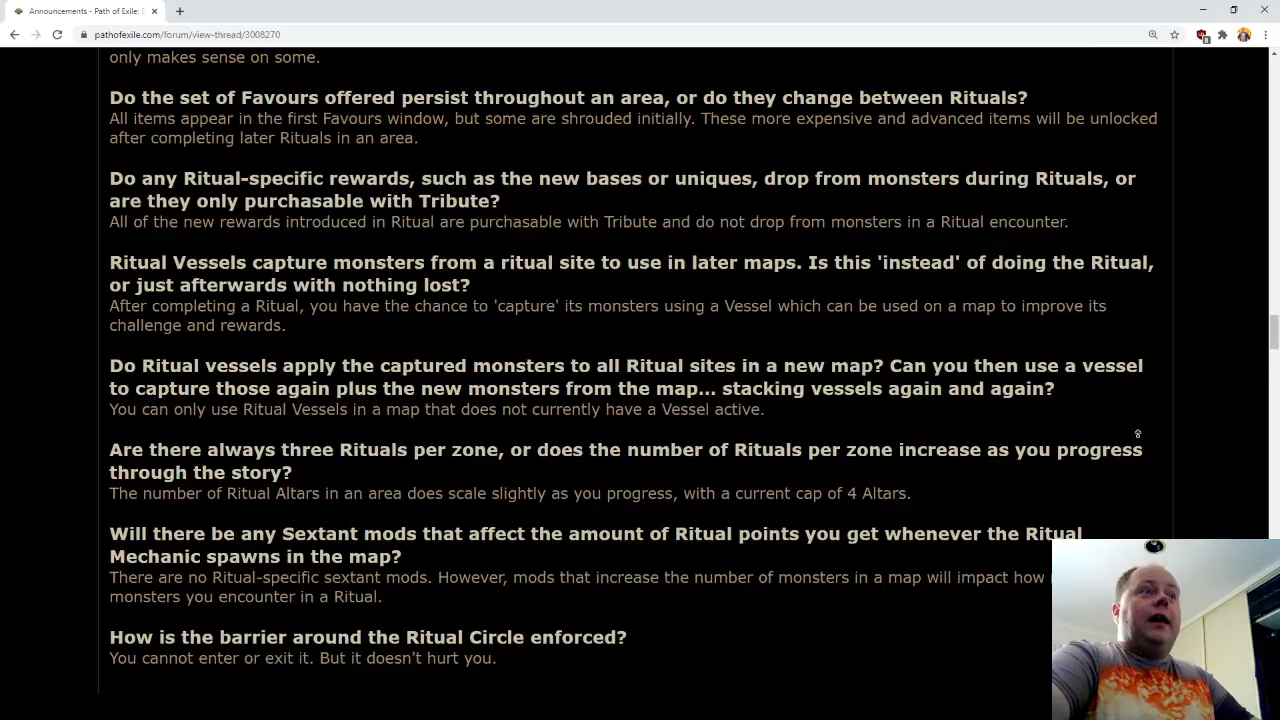 Announcements - Path of Exile:
pathofexile.com/forum/view-thread/3008270
only makes sense on some.
Do the set of Favours offered persist throughout an area, or do they change between Rituals?
All items appear in the first Favours window, but some are shrouded initially. These more expensive and advanced items will be unlocked
after completing later Rituals in an area.
Do any Ritual-specific rewards, such as the new bases or uniques, drop from monsters during Rituals, or
are they only purchasable with Tribute?
All of the new rewards introduced in Ritual are purchasable with Tribute and do not drop from monsters in a Ritual encounter.
Ritual Vessels capture monsters from a ritual site to use in later maps. Is this 'instead' of doing the Ritual,
or just afterwards with nothing lost?
After completing a Ritual, you have the chance to 'capture' its monsters using a Vessel which can be used on a map to improve its
challenge and rewards.
Do Ritual vessels apply the captured monsters to all Ritual sites in a new map? Can you then use a vessel
to capture those again plus the new monsters from the map... stacking vessels again and again?
You can only use Ritual Vessels in a map that does not currently have a Vessel active.
Are there always three Rituals per zone, or does the number of Rituals per zone increase as you progress
through the story?
The number of Ritual Altars in an area does scale slightly as you progress, with a current cap of 4 Altars.
Will there be any Sextant mods that affect the amount of Ritual points you get whenever the Ritual
Mechanic spawns in the map?
There are no Ritual-specific sextant mods. However, mods that increase the number of monsters in a map will impact how
monsters you encounter in a Ritual.
How is the barrier around the Ritual Circle enforced?
You cannot enter or exit it. But it doesn't hurt you.